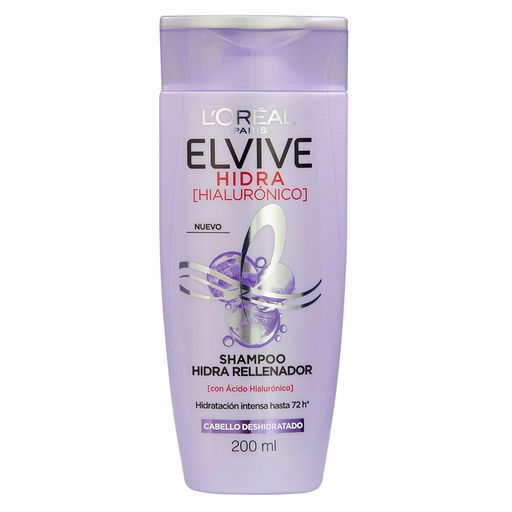 L'ORÉAL
PARIS
ELVIVE
HIDRA
[HIALURÓNICO]
NUEVO
SHAMPOO
HIDRA RELLENADOR
[con Ácido Hialurónico]
Hidratación intensa hasta 72 h*
CABELLO DESHIDRATADO
200 ml